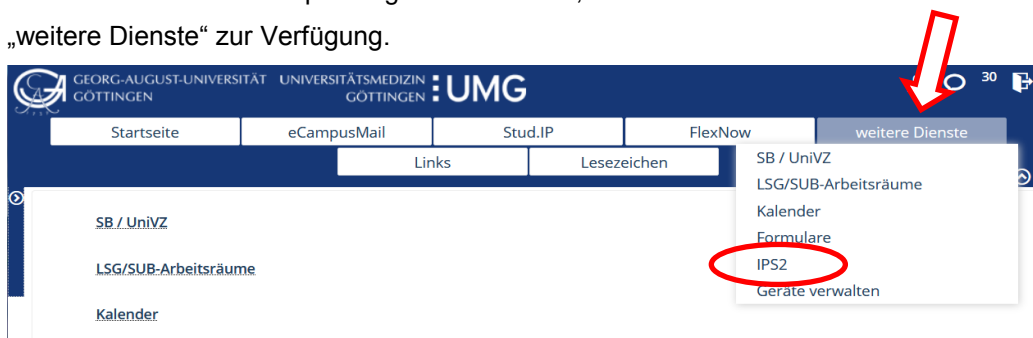 „weitere Dienste“ zur Verfügung.
GEORG-AUGUST-UNIVERSITÄT UNIVERSITÄTSMEDIZIN
GÖTTINGEN GÖTTINGEN : UMG
30
Startseite eCampusMail Stud.IP FlexNow weitere Dienste
Links Lesezeichen
SB / UniVZ
LSG/SUB-Arbeitsräume
Kalender
Formulare
IPS2
Geräte verwalten
SB / UniVZ
LSG/SUB-Arbeitsräume
Kalender